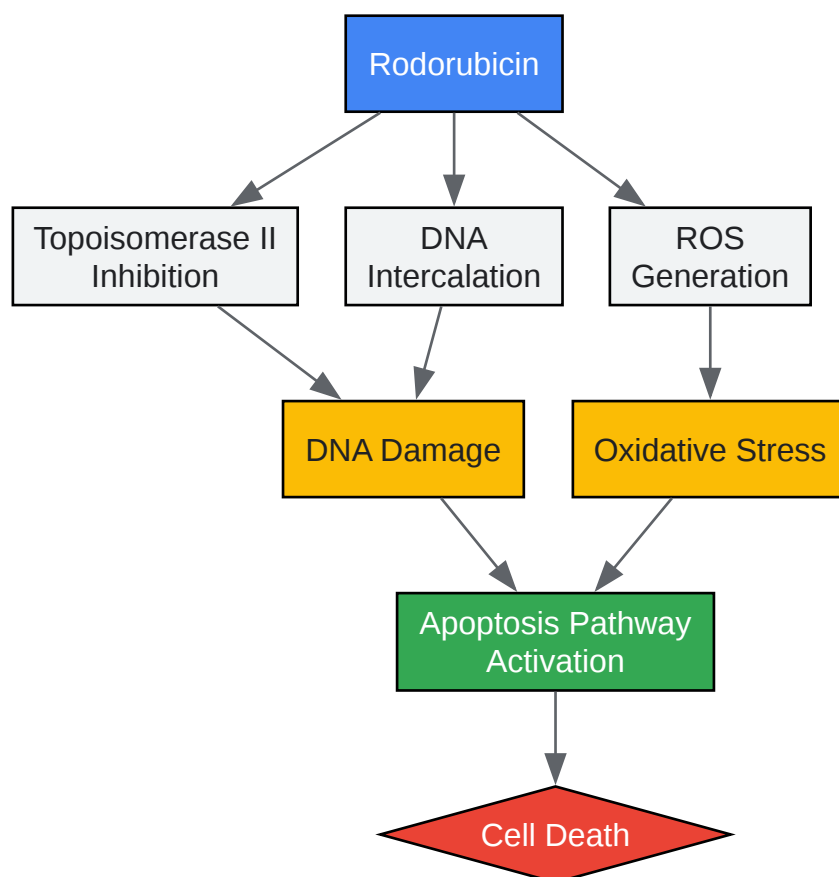 Rodorubicin
Topoisomerase II
Inhibition
DNA
Intercalation
ROS
Generation
DNA Damage
Oxidative Stress
Apoptosis Pathway
Activation
Cell Death